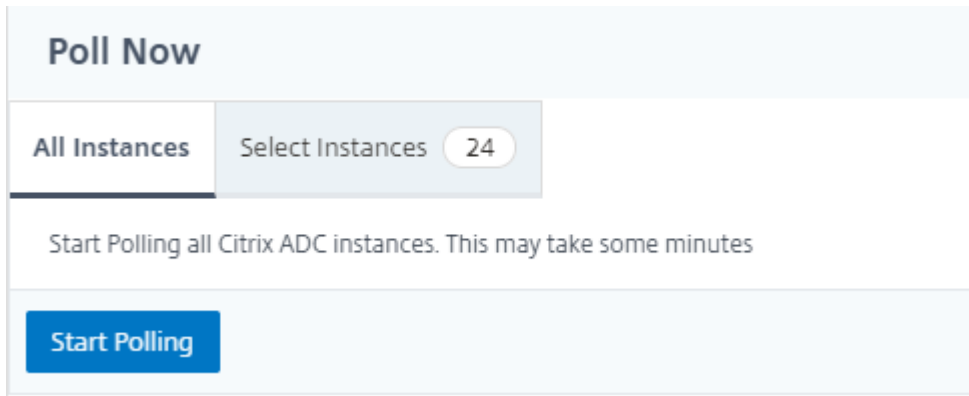 Poll Now
All Instances Select Instances 24
Start Polling all Citrix ADC instances. This may take some minutes
Start Polling